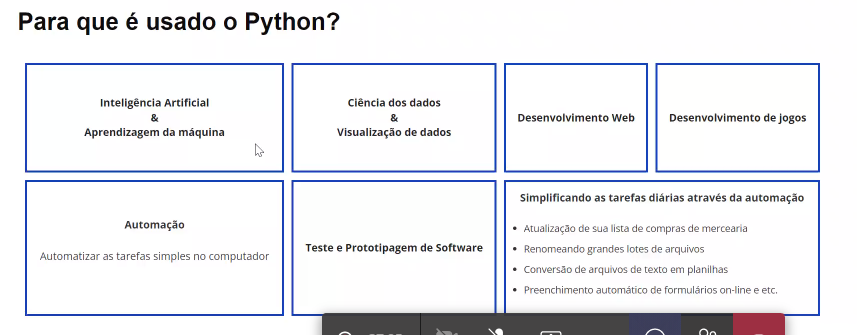 Para que é usado o Python?
Inteligência Artificial
&
Aprendizagem da máquina
Ciência dos dados
&
Visualização de dados
Desenvolvimento Web
Desenvolvimento de jogos
Automação
Automatizar as tarefas simples no computador
Teste e Prototipagem de Software
Simplificando as tarefas diárias através da automação
• Atualização de sua lista de compras de mercearia
• Renomeando grandes lotes de arquivos
• Conversão de arquivos de texto em planilhas
• Preenchimento automático de formulários on-line e etc.